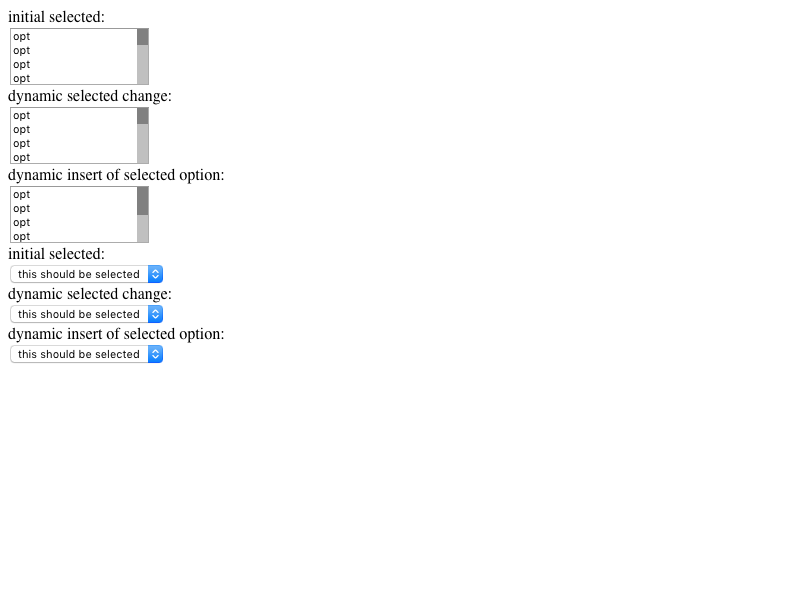 initial selected:
opt
opt
opt
opt
dynamic selected change:
opt
opt
opt
opt
dynamic insert of selected option:
opt
opt
opt
opt
initial selected:
this should be selected
dynamic selected change:
this should be selected
dynamic insert of selected option:
this should be selected